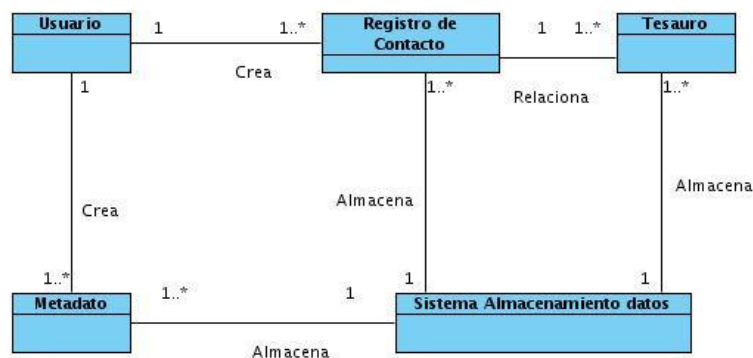 Usuario
1
1..*
Registro de
Contacto
1
1..*
Tesauro
Crea
Relaciona
1
1..*
1..*
Crea
Almacena
Almacena
1..*
1..*
1
1
1
Metadato
Sistema Almacenamiento datos
Almacena